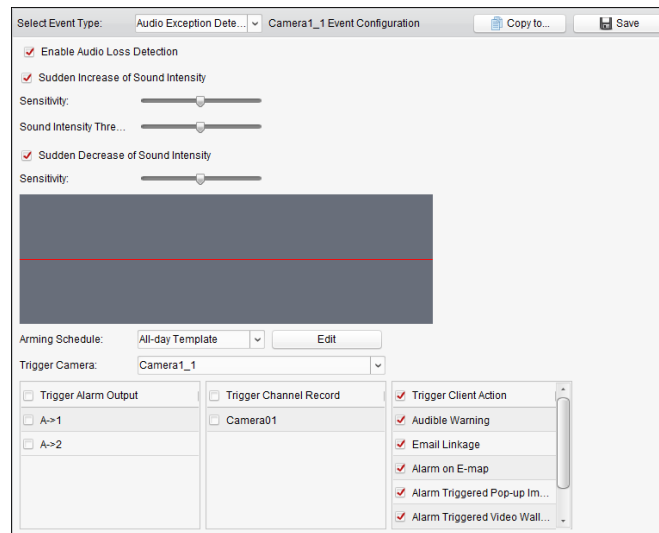 Select Event Type: Audio Exception Dete... Camera1_1 Event Configuration Copy to... Save
Enable Audio Loss Detection
Sudden Increase of Sound Intensity
Sensitivity:
Sound Intensity Thre...
Sudden Decrease of Sound Intensity
Sensitivity:
Arming Schedule: All-day Template Edit
Trigger Camera: Camera1_1
Trigger Alarm Output Trigger Channel Record Trigger Client Action
A->1 Camera01 Audible Warning
A->2 Email Linkage
Alarm on E-map
Alarm Triggered Pop-up Im...
Alarm Triggered Video Wall...